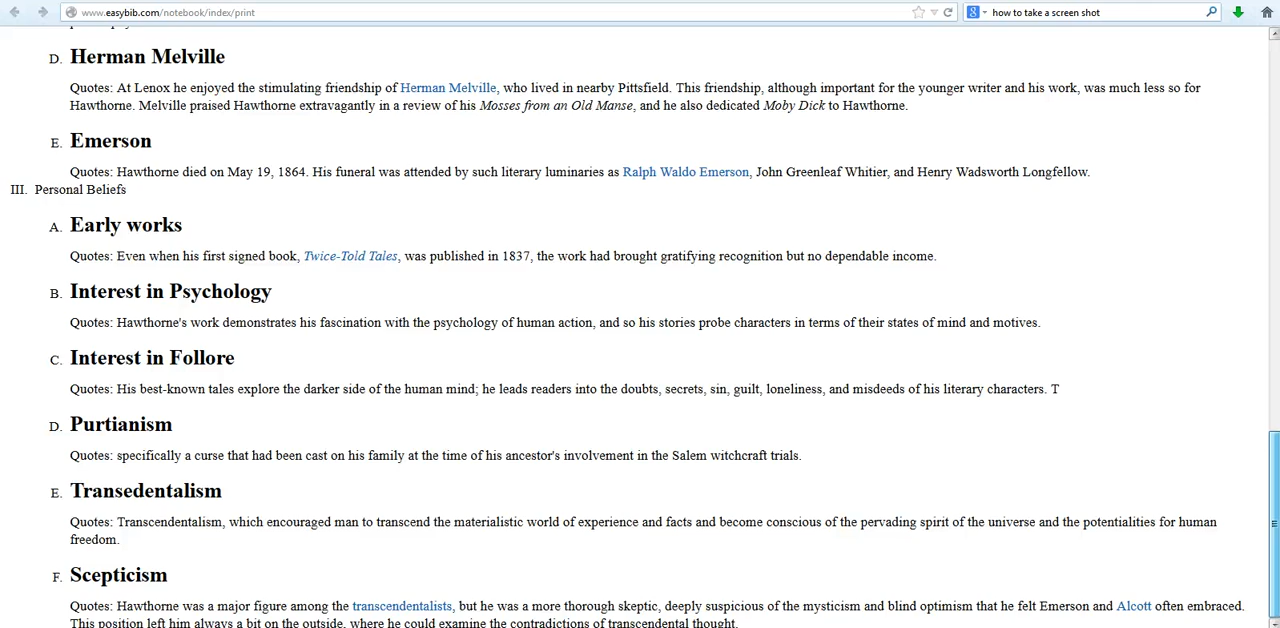 www.easybib.com/notebook/index/print
how to take a screen shot
D. Herman Melville
Quotes: At Lenox he enjoyed the stimulating friendship of Herman Melville, who lived in nearby Pittsfield. This friendship, although important for the younger writer and his work, was much less so for
Hawthorne. Melville praised Hawthorne extravagantly in a review of his Mosses from an Old Manse, and he also dedicated Moby Dick to Hawthorne.
E. Emerson
Quotes: Hawthorne died on May 19, 1864. His funeral was attended by such literary luminaries as Ralph Waldo Emerson, John Greenleaf Whitier, and Henry Wadsworth Longfellow.
III. Personal Beliefs
A. Early works
Quotes: Even when his first signed book, Twice-Told Tales, was published in 1837, the work had brought gratifying recognition but no dependable income.
B. Interest in Psychology
Quotes: Hawthorne's work demonstrates his fascination with the psychology of human action, and so his stories probe characters in terms of their states of mind and motives.
C. Interest in Follore
Quotes: His best-known tales explore the darker side of the human mind; he leads readers into the doubts, secrets, sin, guilt, loneliness, and misdeeds of his literary characters. T
D. Purtianism
Quotes: specifically a curse that had been cast on his family at the time of his ancestor's involvement in the Salem witchcraft trials.
E. Transedentalism
Quotes: Transcendentalism, which encouraged man to transcend the materialistic world of experience and facts and become conscious of the pervading spirit of the universe and the potentialities for human
freedom.
F. Scepticism
Quotes: Hawthorne was a major figure among the transcendentalists, but he was a more thorough skeptic, deeply suspicious of the mysticism and blind optimism that he felt Emerson and Alcott often embraced.
This position left him always a bit on the outside, where he could examine the contradictions of transcendental thought.